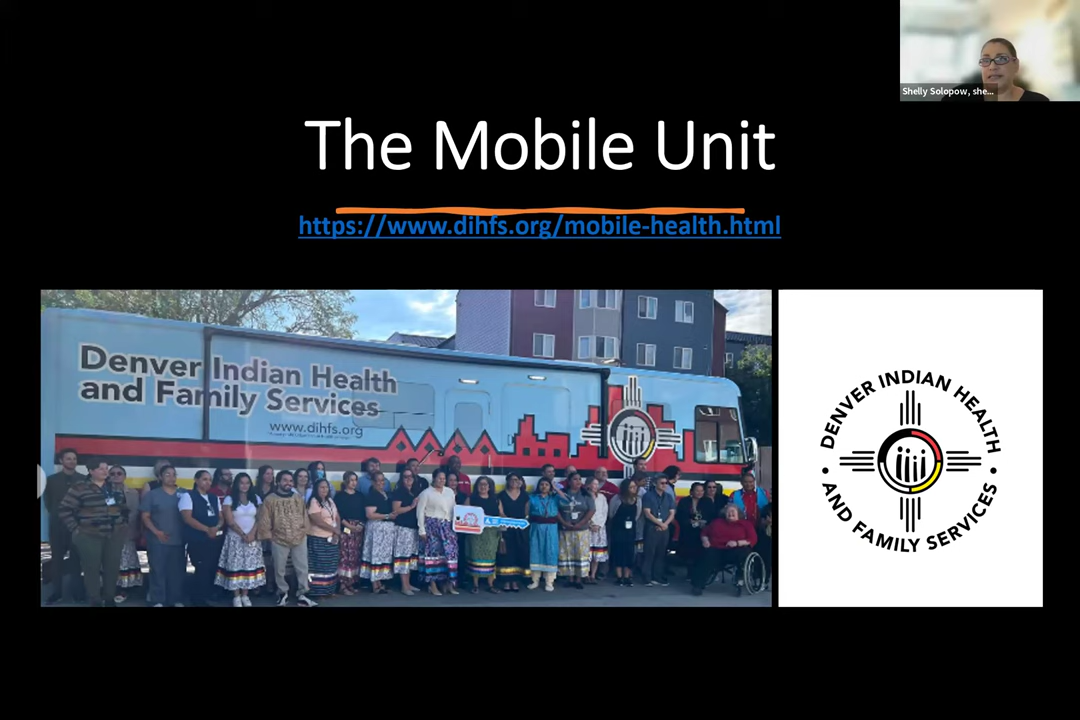 Shelly Solopow, she...
The Mobile Unit
https://www.dihfs.org/mobile-health.html
Denver Indian Health
and Family Services
www.dihfs.org
DENVER INDIAN HEALTH
• AND FAMILY SERVICES •